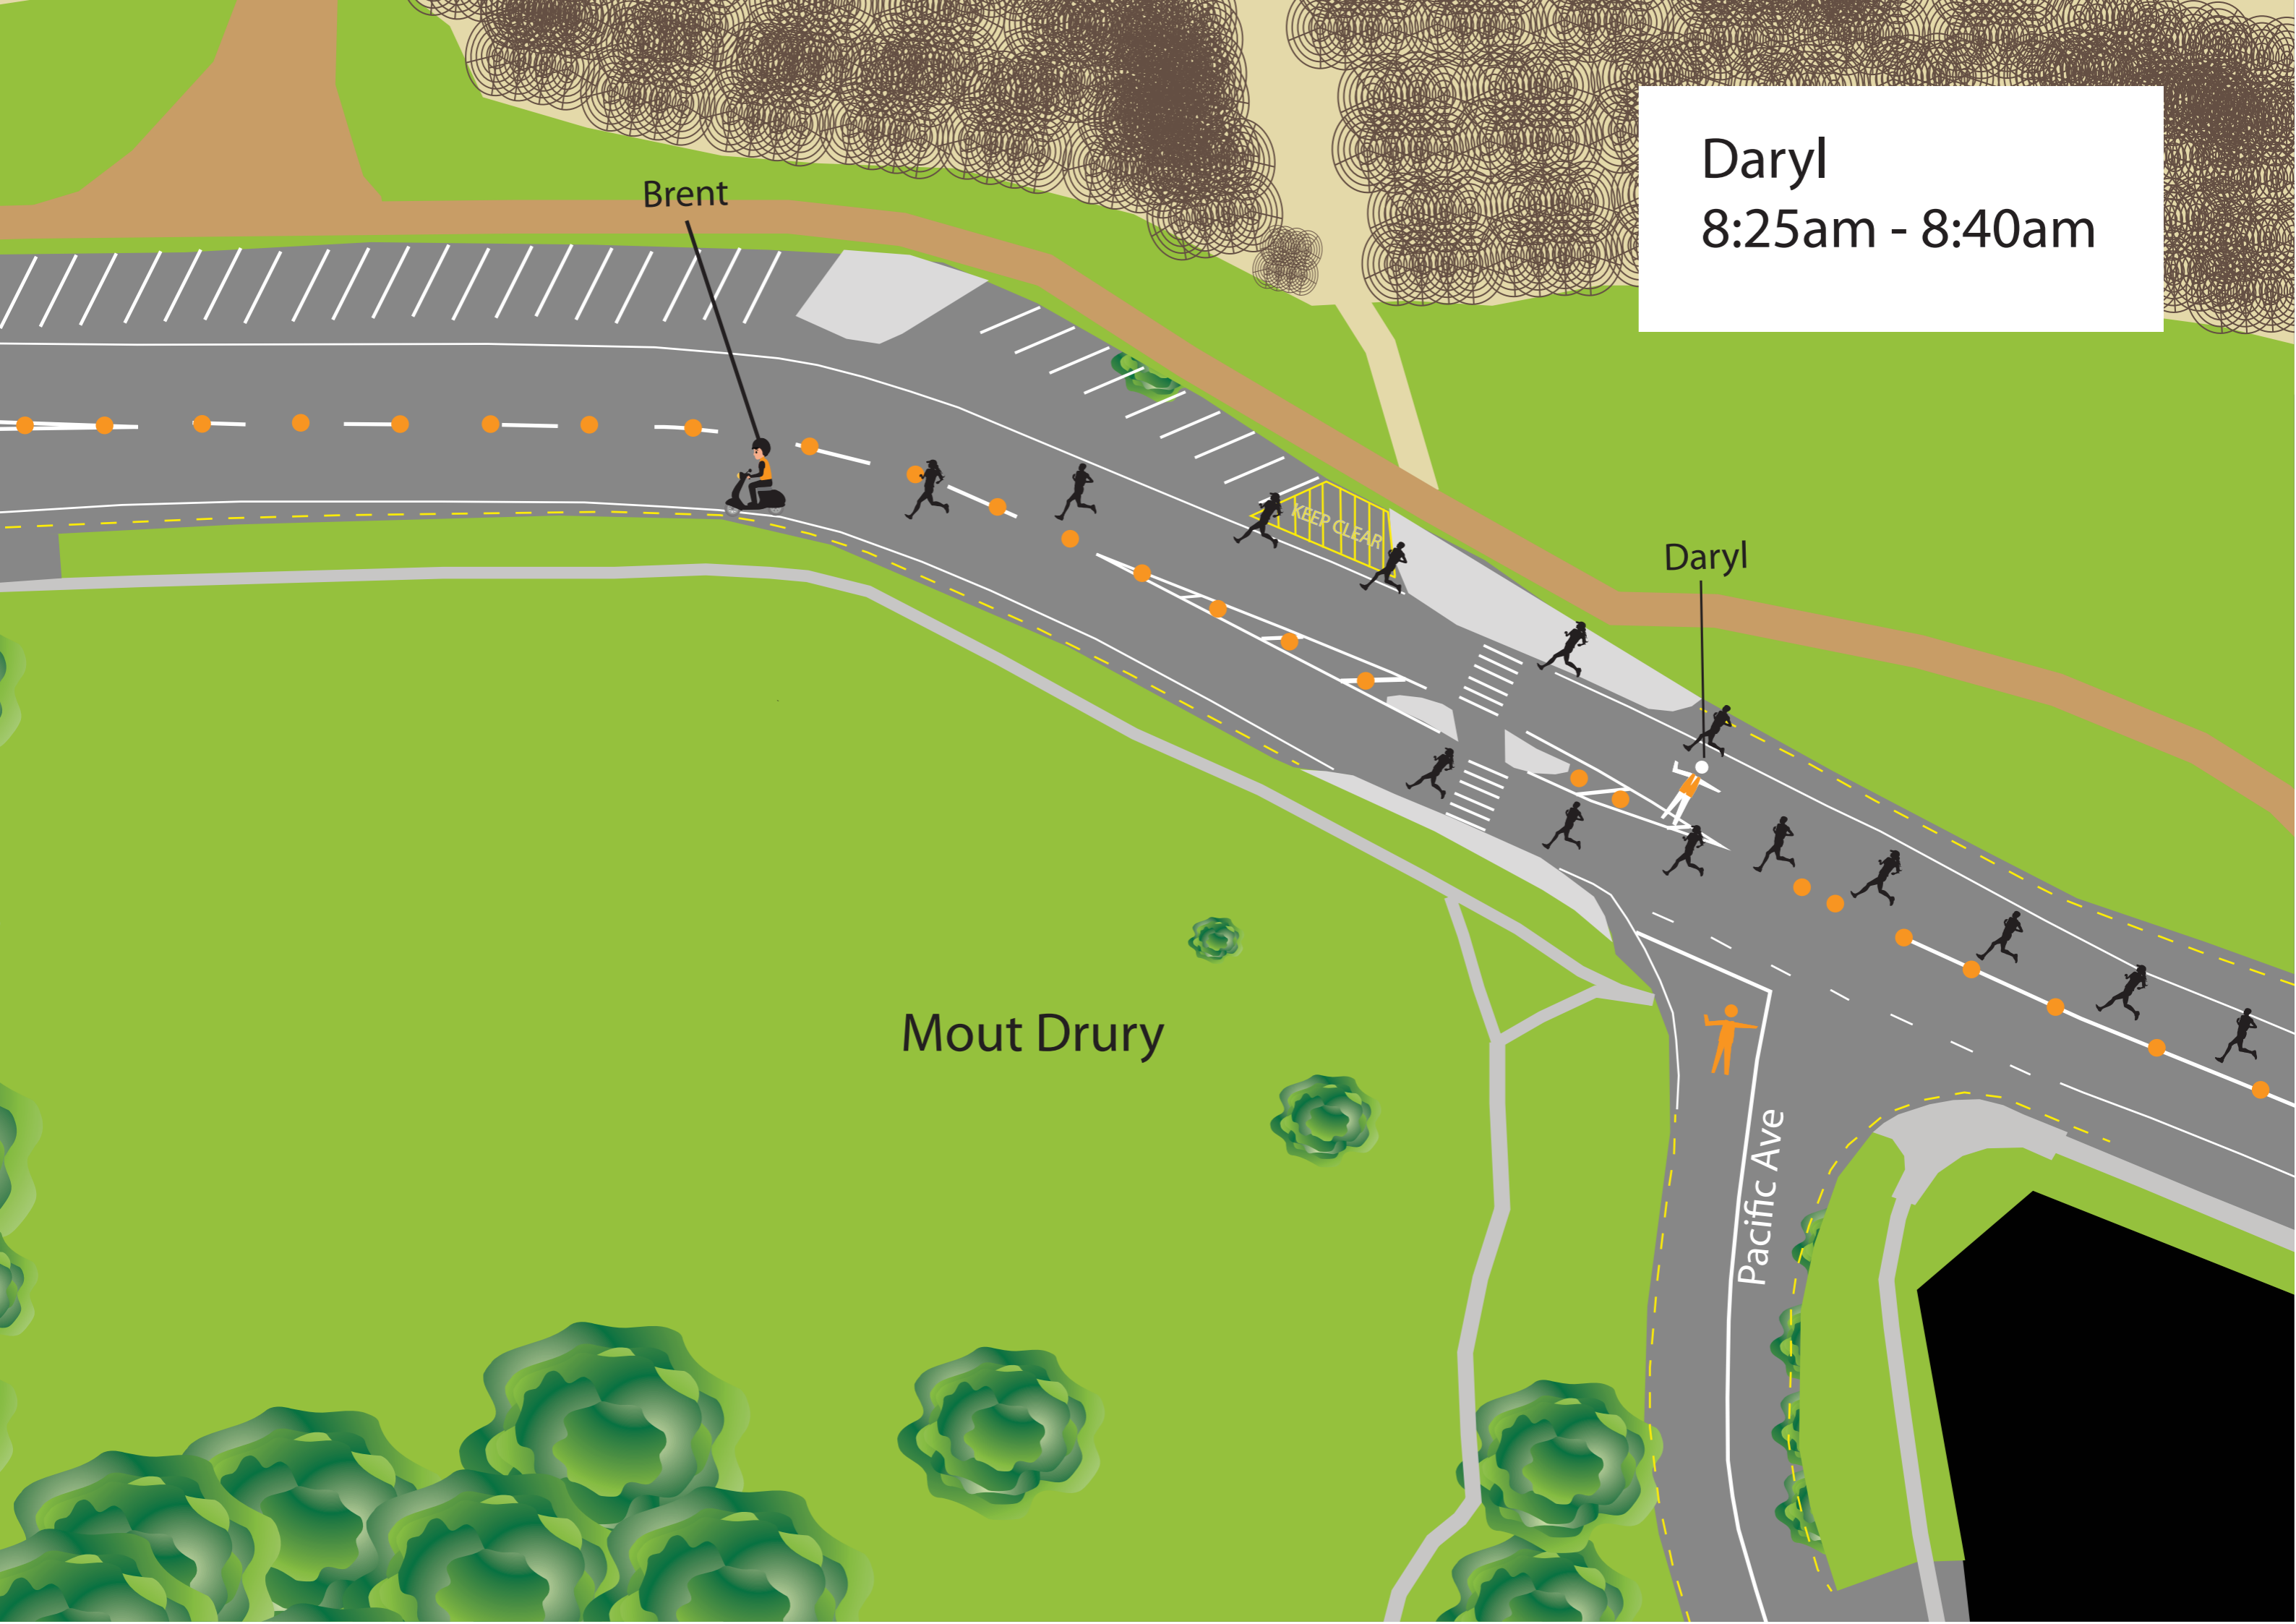 Brent
Daryl
8:25am - 8:40am
KEEP CLEAR
Daryl
Mout Drury
Pacific Ave